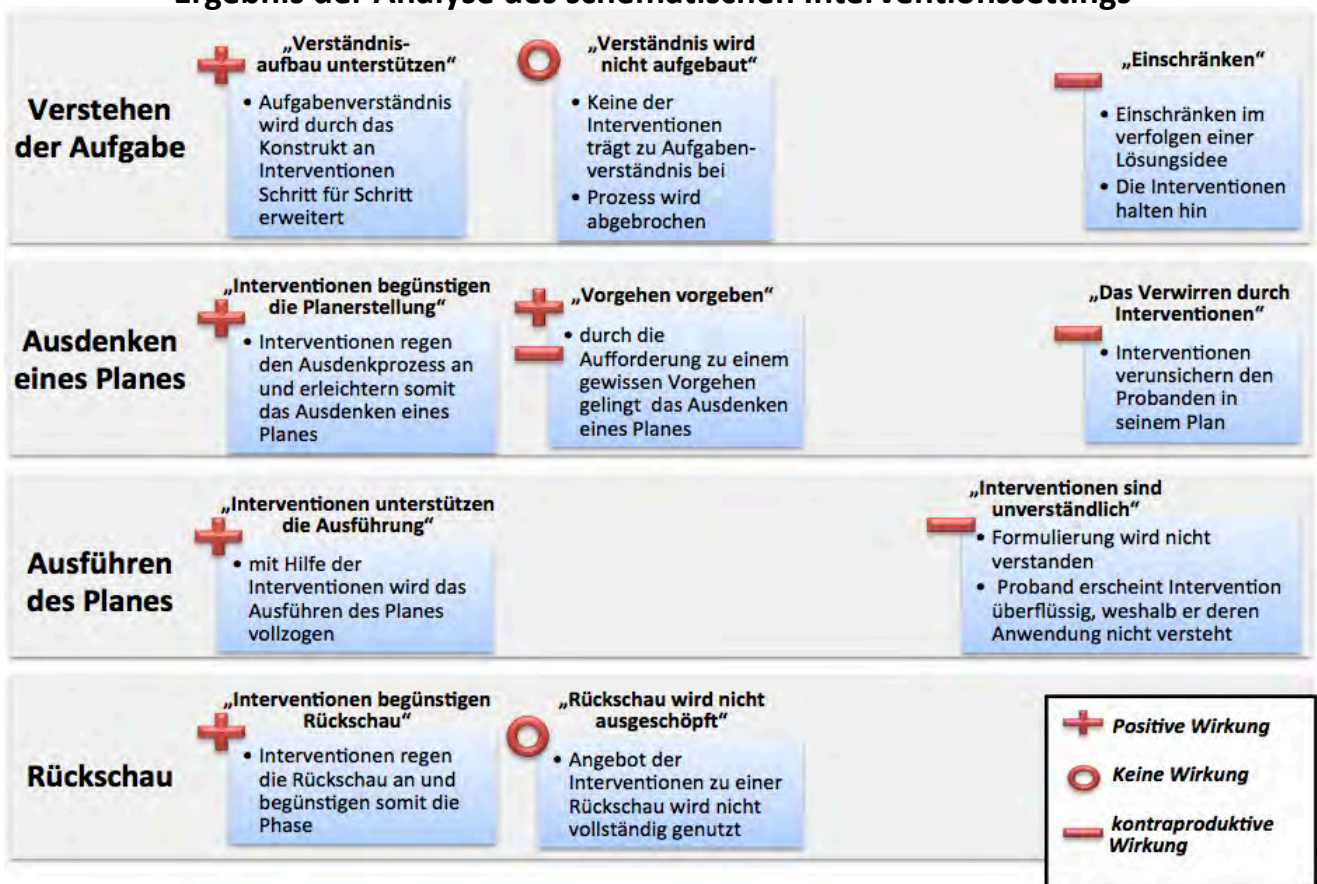 Ergebnis der Analyse des schematischen Interventionssettings
Verstehen
der Aufgabe
„Verständnis-
aufbau unterstützen“
• Aufgabenverständnis
wird durch das
Konstrukt an
Interventionen
Schritt für Schritt
erweitert
„Verständnis wird
nicht aufgebaut“
• Keine der
Interventionen
trägt zu Aufgaben-
verständnis bei
• Prozess wird
abgebrochen
„Einschränken“
• Einschränken im
verfolgen einer
Lösungsidee
• Die Interventionen
halten hin
Ausdenken
eines Planes
„Interventionen begünstigen
die Planerstellung“
• Interventionen regen
den Ausdenkprozess an
und erleichtern somit
das Ausdenken eines
Planes
„Vorgehen vorgeben“
• durch die
Aufforderung zu einem
gewissen Vorgehen
gelingt das Ausdenken
eines Planes
„Das Verwirren durch
Interventionen“
• Interventionen
verunsichern den
Probanden in
seinem Plan
Ausführen
des Planes
„Interventionen unterstützen
die Ausführung“
• mit Hilfe der
Interventionen wird das
Ausführen des Planes
vollzogen
„Interventionen sind
unverständlich“
• Formulierung wird nicht
verstanden
• Proband erscheint Intervention
überflüssig, weshalb er deren
Anwendung nicht versteht
Rückschau
„Interventionen begünstigen
Rückschau“
• Interventionen regen
die Rückschau an und
begünstigen somit die
Phase
„Rückschau wird nicht
ausgeschöpft“
• Angebot der
Interventionen zu einer
Rückschau wird nicht
vollständig genutzt
Positive Wirkung
Keine Wirkung
kontraproduktive
Wirkung